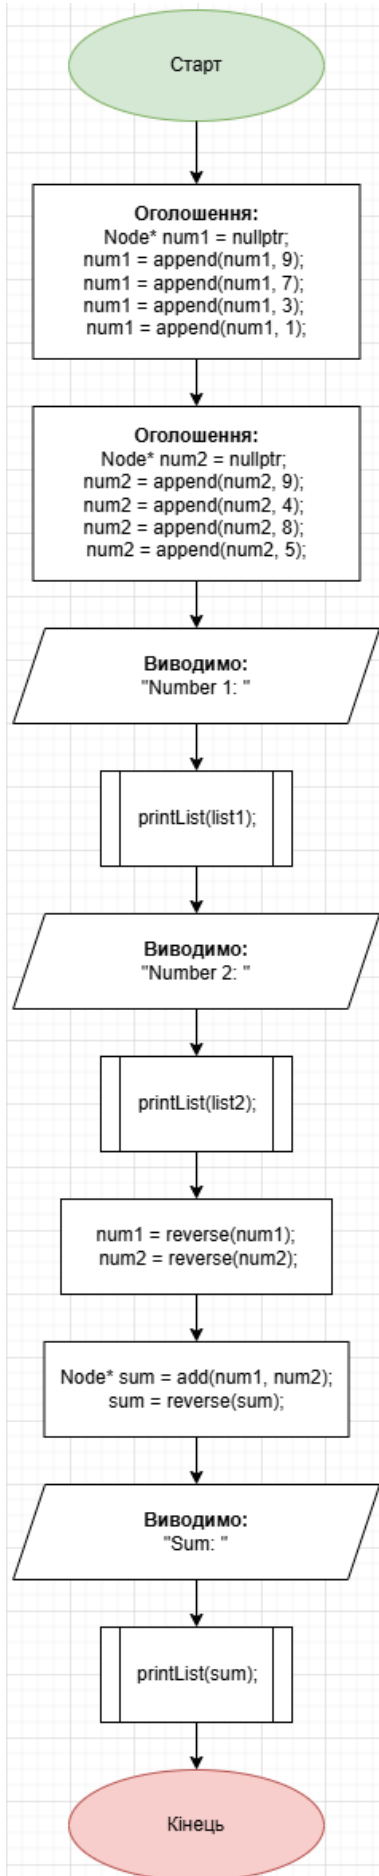 Старт
Оголошення:
Node* num1 = nullptr;
num1 = append(num1, 9);
num1 = append(num1, 7);
num1 = append(num1, 3);
num1 = append(num1, 1);
Оголошення:
Node* num2 = nullptr;
num2 = append(num2, 9);
num2 = append(num2, 4);
num2 = append(num2, 8);
num2 = append(num2, 5);
Виводимо:
"Number 1: "
printList(list1);
Виводимо:
"Number 2: "
printList(list2);
num1 = reverse(num1);
num2 = reverse(num2);
Node* sum = add(num1, num2);
sum = reverse(sum);
Виводимо:
"Sum: "
printList(sum);
Кінець